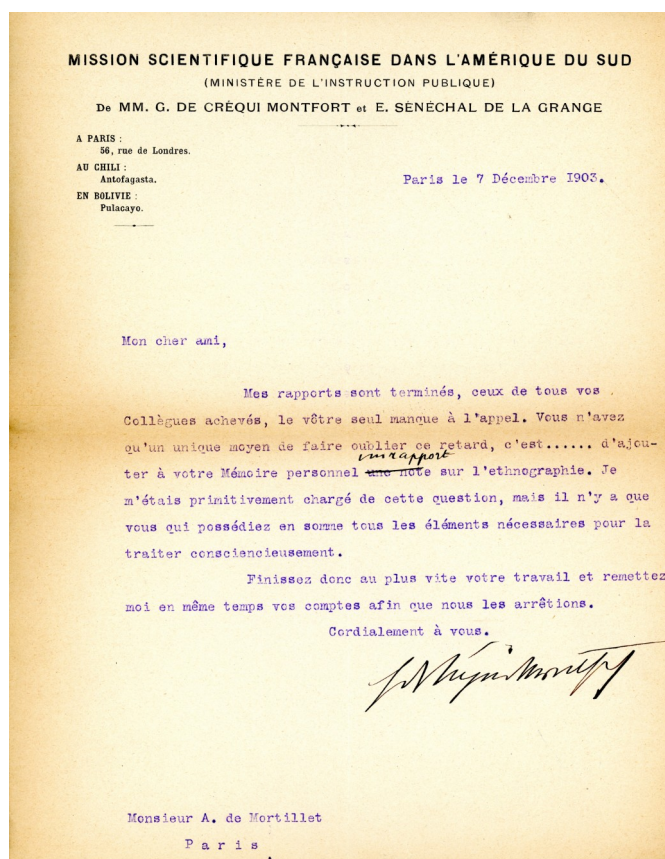 MISSION SCIENTIFIQUE FRANÇAISE DANS L'AMÉRIQUE DU SUD
(MINISTÈRE DE L'INSTRUCTION PUBLIQUE)
De MM. G. DE CRÉQUI MONTFORT et E. SÉNÉCHAL DE LA GRANGE
A PARIS :
56, rue de Londres.
AU CHILI :
Antofagasta.
EN BOLIVIE :
Pulacayo.
Paris le 7 Décembre 1903.
Mon cher ami,
Mes rapports sont terminés, ceux de tous vos
Collègues achevés, le vôtre seul manque à l'appel. Vous n'avez
qu'un unique moyen de faire oublier ce retard, c'est...... d'ajou-
un rapport
ter à votre Mémoire personnel une note sur l'ethnographie. Je
m'étais primitivement chargé de cette question, mais il n'y a que
vous qui possédiez en somme tous les éléments nécessaires pour la
traiter consciencieusement.
Finissez donc au plus vite votre travail et remettez
moi en même temps vos comptes afin que nous les arrêtions.
Cordialement à vous.
Monsieur A. de Mortillet
Paris